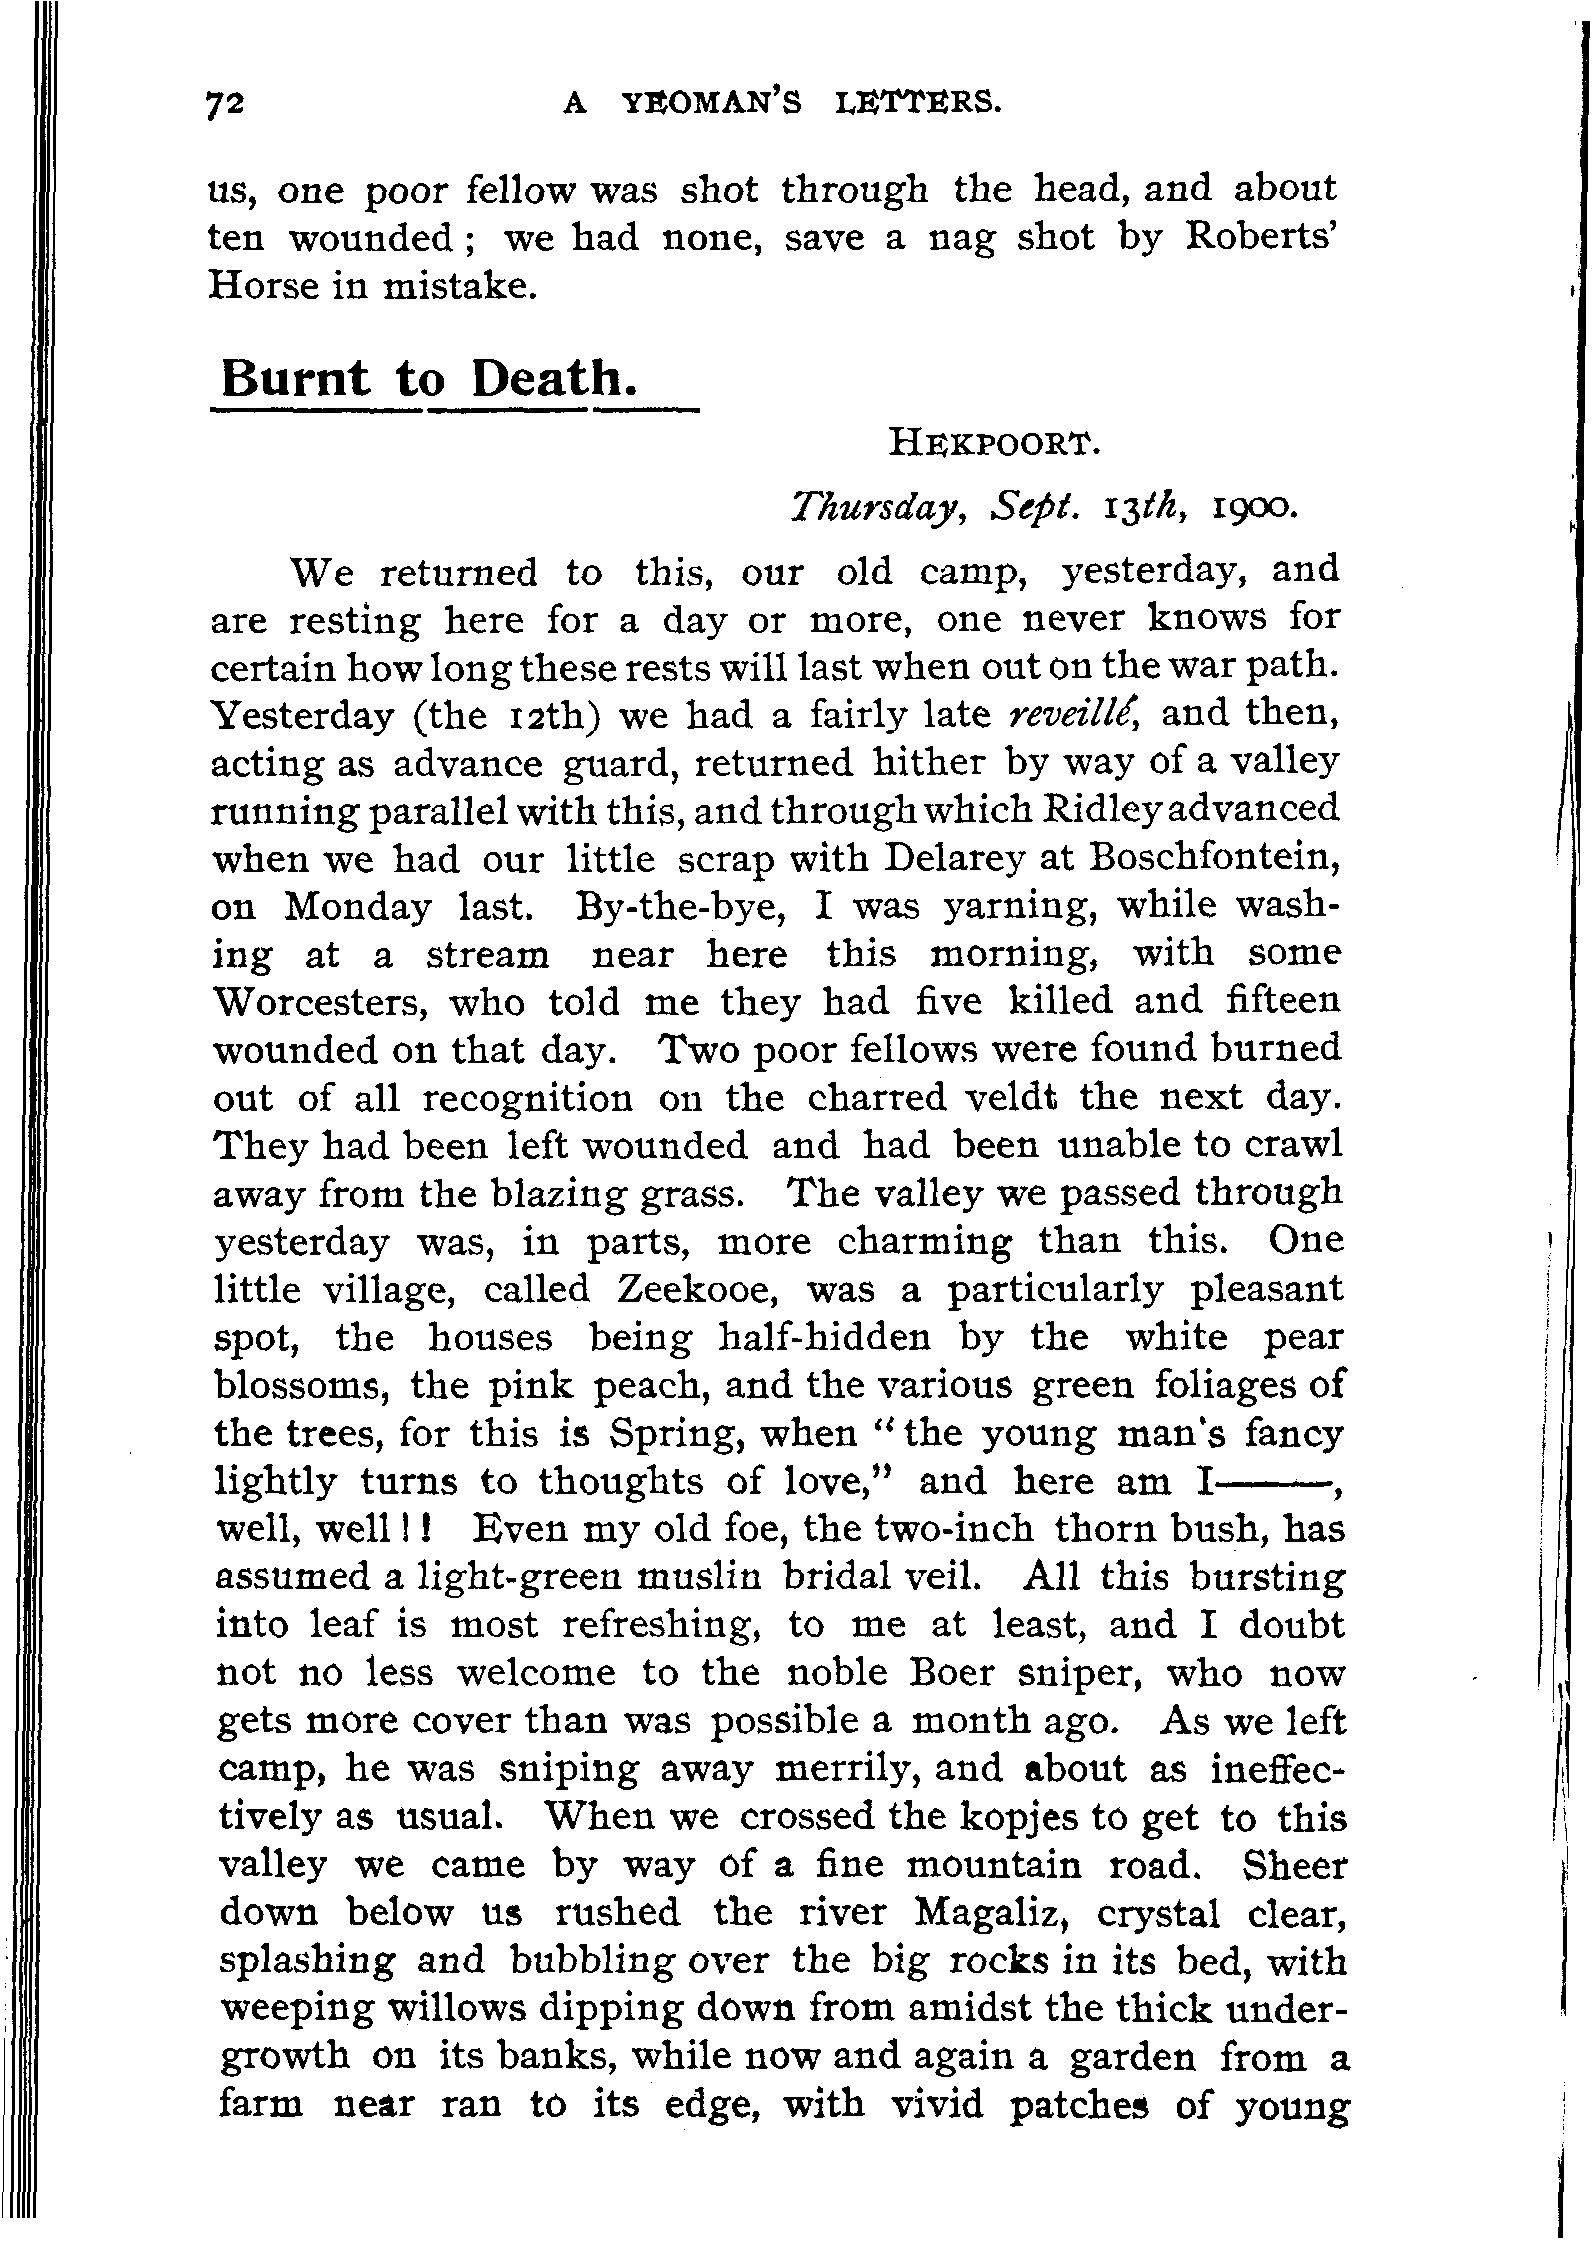 72 A YEOMAN'S LETTERS.
us, one poor fellow was shot through the head, and about
ten wounded ; we had none, save a nag shot by Roberts'
Horse in mistake.
Burnt to Death.
HEKPOORT.
Thursday, Sept. 13th, 1900.
We returned to this, our old camp, yesterday, and
are resting here for a day or more, one never knows for
certain how long these rests will last when out on the war path.
Yesterday (the 12th) we had a fairly late reveillé, and then,
acting as advance guard, returned hither by way of a valley
running parallel with this, and through which Ridley advanced
when we had our little scrap with Delarey at Boschfontein,
on Monday last. By-the-bye, I was yarning, while wash-
ing at a stream near here this morning, with some
Worcesters, who told me they had five killed and fifteen
wounded on that day. Two poor fellows were found burned
out of all recognition on the charred veldt the next day.
They had been left wounded and had been unable to crawl
away from the blazing grass. The valley we passed through
yesterday was, in parts, more charming than this. One
little village, called Zeekooe, was a particularly pleasant
spot, the houses being half-hidden by the white pear
blossoms, the pink peach, and the various green foliages of
the trees, for this is Spring, when "the young man's fancy
lightly turns to thoughts of love," and here am I——,
well, well!! Even my old foe, the two-inch thorn bush, has
assumed a light-green muslin bridal veil. All this bursting
into leaf is most refreshing, to me at least, and I doubt
not no less welcome to the noble Boer sniper, who now
gets more cover than was possible a month ago. As we left
camp, he was sniping away merrily, and about as ineffec-
tively as usual. When we crossed the kopjes to get to this
valley we came by way of a fine mountain road. Sheer
down below us rushed the river Magaliz, crystal clear,
splashing and bubbling over the big rocks in its bed, with
weeping willows dipping down from amidst the thick under-
growth on its banks, while now and again a garden from a
farm near ran to its edge, with vivid patches of young